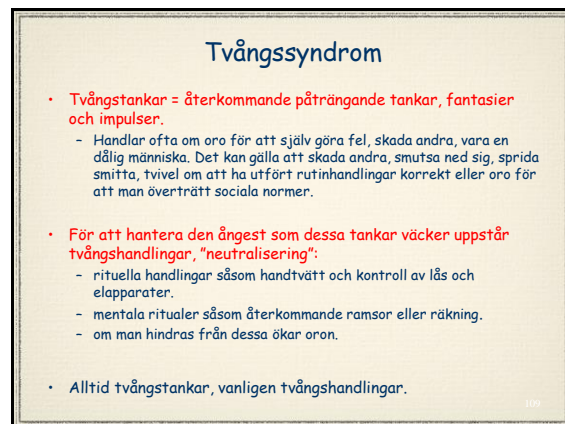 Tvångssyndrom
• Tvångstankar = återkommande påträngande tankar, fantasier
och impulser.
– Handlar ofta om oro för att själv göra fel, skada andra, vara en
dålig människa. Det kan gälla att skada andra, smutsa ned sig, sprida
smitta, tvivel om att ha utfört rutinhandlingar korrekt eller oro för
att man överträtt sociala normer.
• För att hantera den ångest som dessa tankar väcker uppstår
tvångshandlingar, ”neutralisering”:
– rituella handlingar såsom handtvätt och kontroll av lås och
elapparater.
– mentala ritualer såsom återkommande ramsor eller räkning.
– om man hindras från dessa ökar oron.
• Alltid tvångstankar, vanligen tvångshandlingar.
109